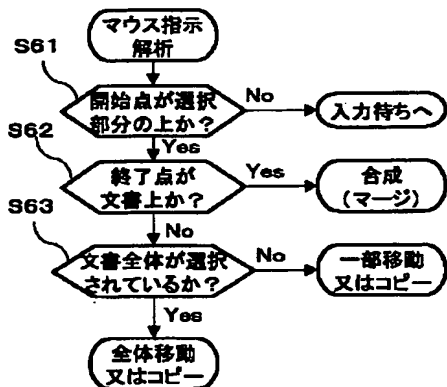 マウス指示
解析
S61
開始点が選択
部分の上か？
No
入力待ちへ
Yes
S62
終了点が
文書上か？
Yes
合成
(マージ)
No
S63
文書全体が選択
されているか？
No
一部移動
又はコピー
Yes
全体移動
又はコピー